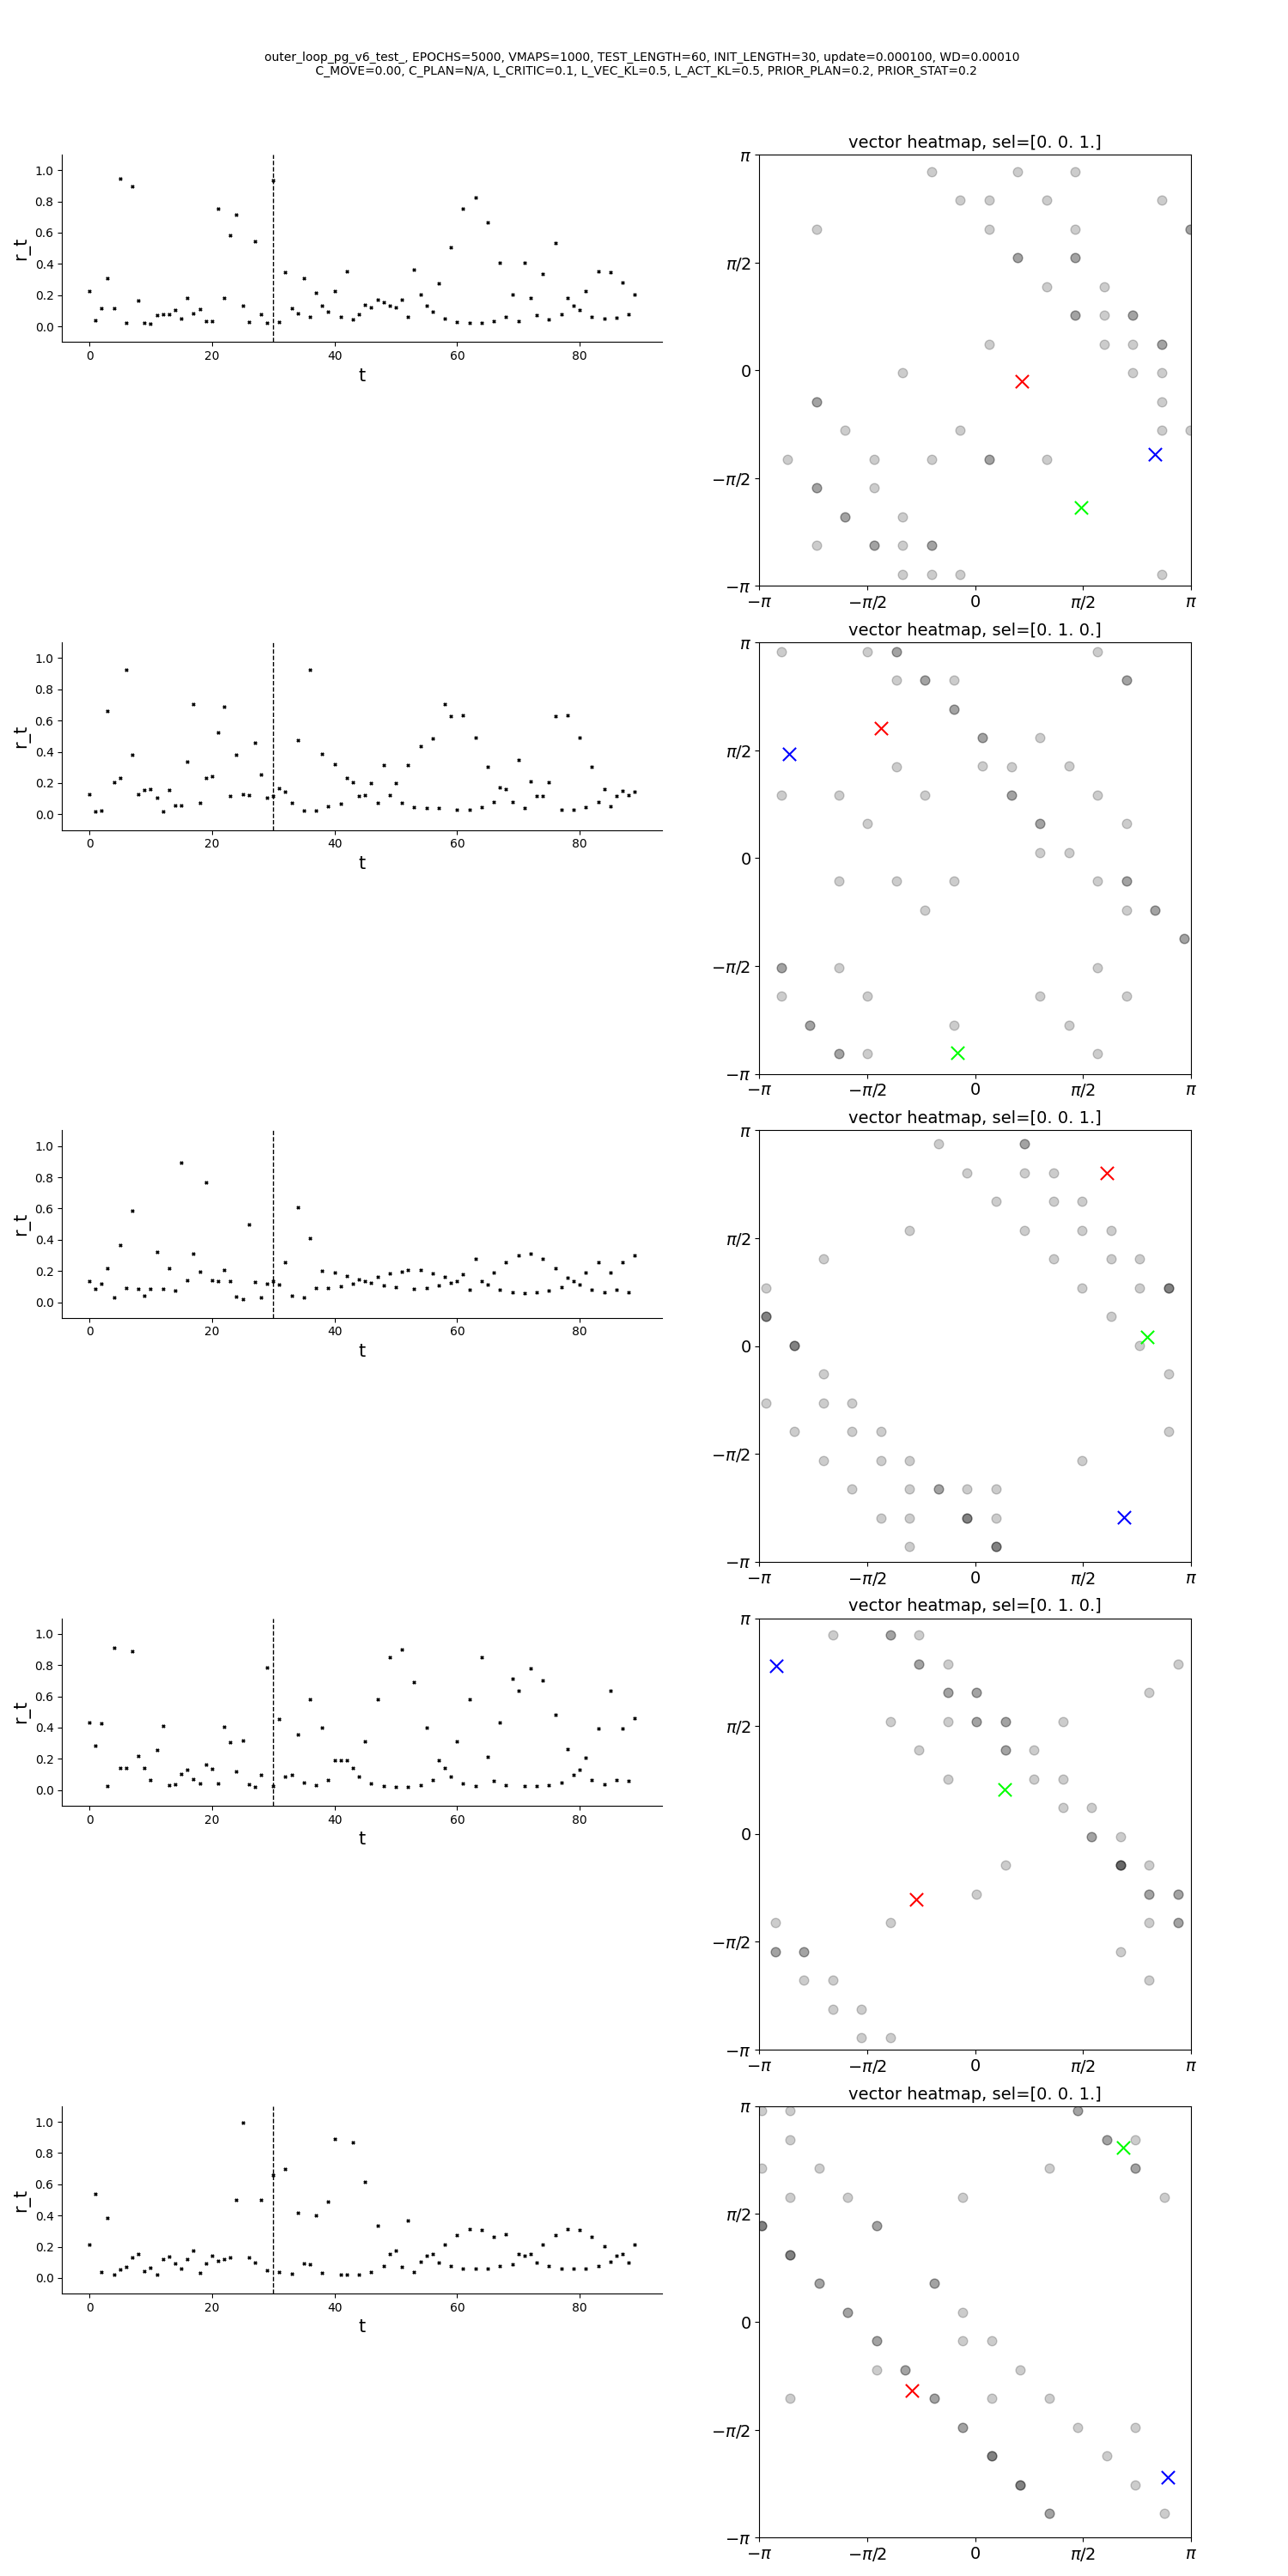 outer_loop_pg_v6_test_, EPOCHS=5000, VMAPS=1000, TEST_LENGTH=60, INIT_LENGTH=30, update=0.000100, WD=0.00010
C_MOVE=0.00, C_PLAN=N/A, L_CRITIC=0.1, L_VEC_KL=0.5, L_ACT_KL=0.5, PRIOR_PLAN=0.2, PRIOR_STAT=0.2
1.0
0.8
0.6
0.4
0.2
0.0
r_t
0 20 40 60 80
t
vector heatmap, sel=[0. 0. 1.]
π
π/2
0
−π/2
−π
−π −π/2 0 π/2 π
1.0
0.8
0.6
0.4
0.2
0.0
r_t
0 20 40 60 80
t
vector heatmap, sel=[0. 1. 0.]
π
π/2
0
−π/2
−π
−π −π/2 0 π/2 π
1.0
0.8
0.6
0.4
0.2
0.0
r_t
0 20 40 60 80
t
vector heatmap, sel=[0. 0. 1.]
π
π/2
0
−π/2
−π
−π −π/2 0 π/2 π
1.0
0.8
0.6
0.4
0.2
0.0
r_t
0 20 40 60 80
t
vector heatmap, sel=[0. 1. 0.]
π
π/2
0
−π/2
−π
−π −π/2 0 π/2 π
1.0
0.8
0.6
0.4
0.2
0.0
r_t
0 20 40 60 80
t
vector heatmap, sel=[0. 0. 1.]
π
π/2
0
−π/2
−π
−π −π/2 0 π/2 π